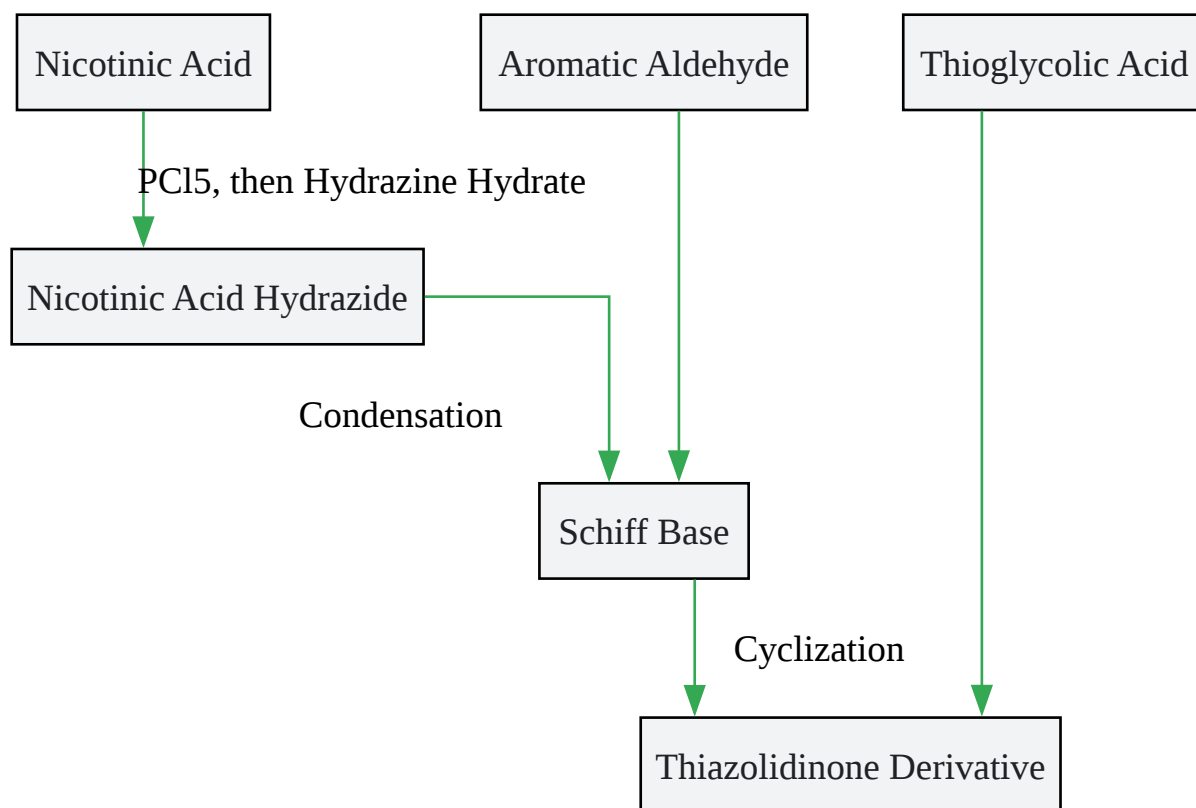 Nicotinic Acid
Aromatic Aldehyde
Thioglycolic Acid
PCl5, then Hydrazine Hydrate
Nicotinic Acid Hydrazide
Condensation
Schiff Base
Cyclization
Thiazolidinone Derivative